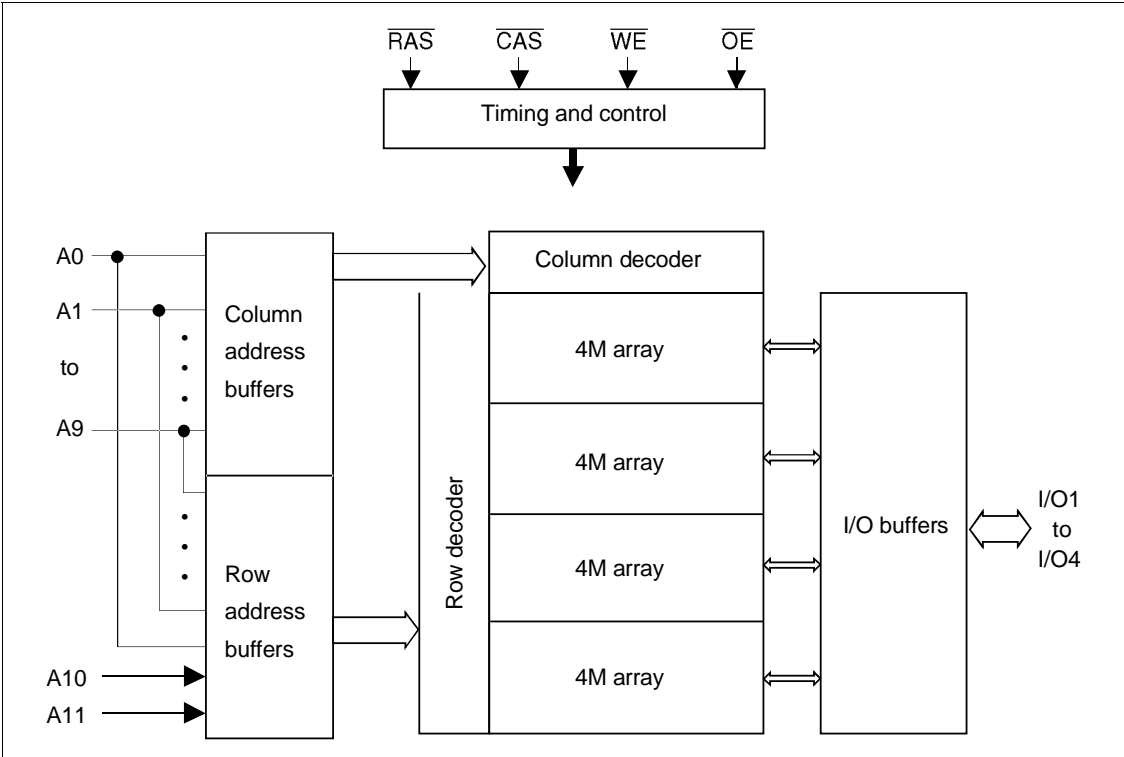 RAS CAS WE OE
Timing and control
A0
A1
to
A9
A10
A11
Column
address
buffers
Row
address
buffers
Column decoder
Row decoder
4M array
4M array
4M array
4M array
I/O buffers
I/O1
to
I/O4